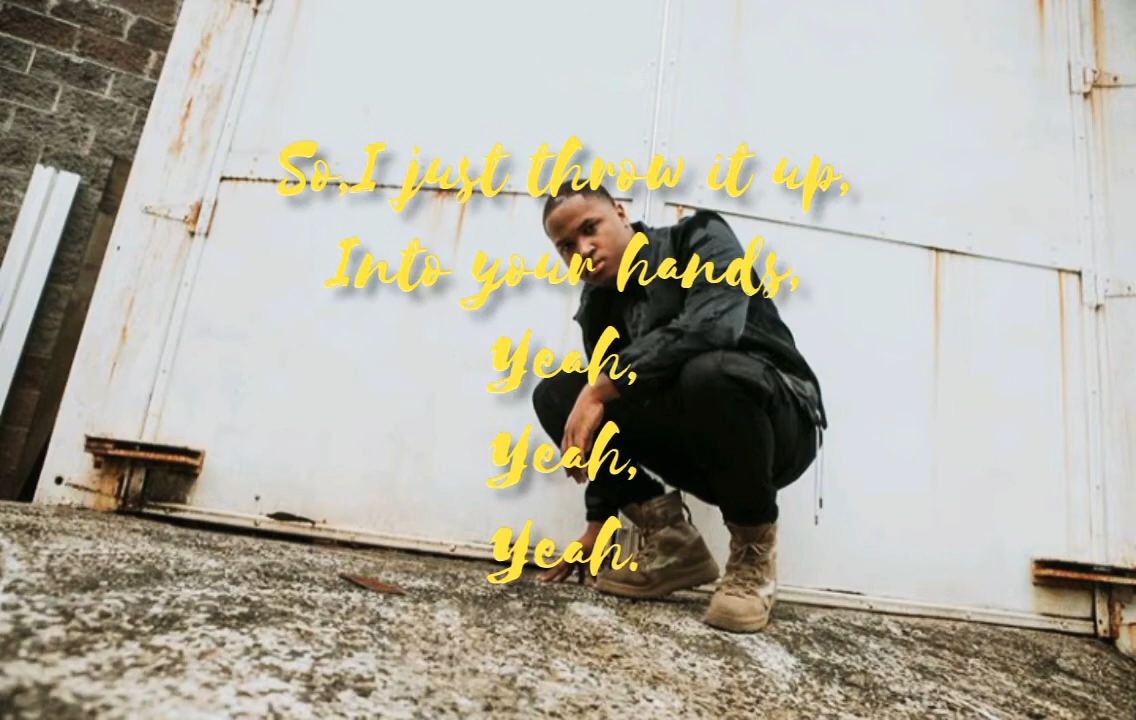 So,I just throw it up,
Into your hands,
Yeah,
Yeah,
Yeah.